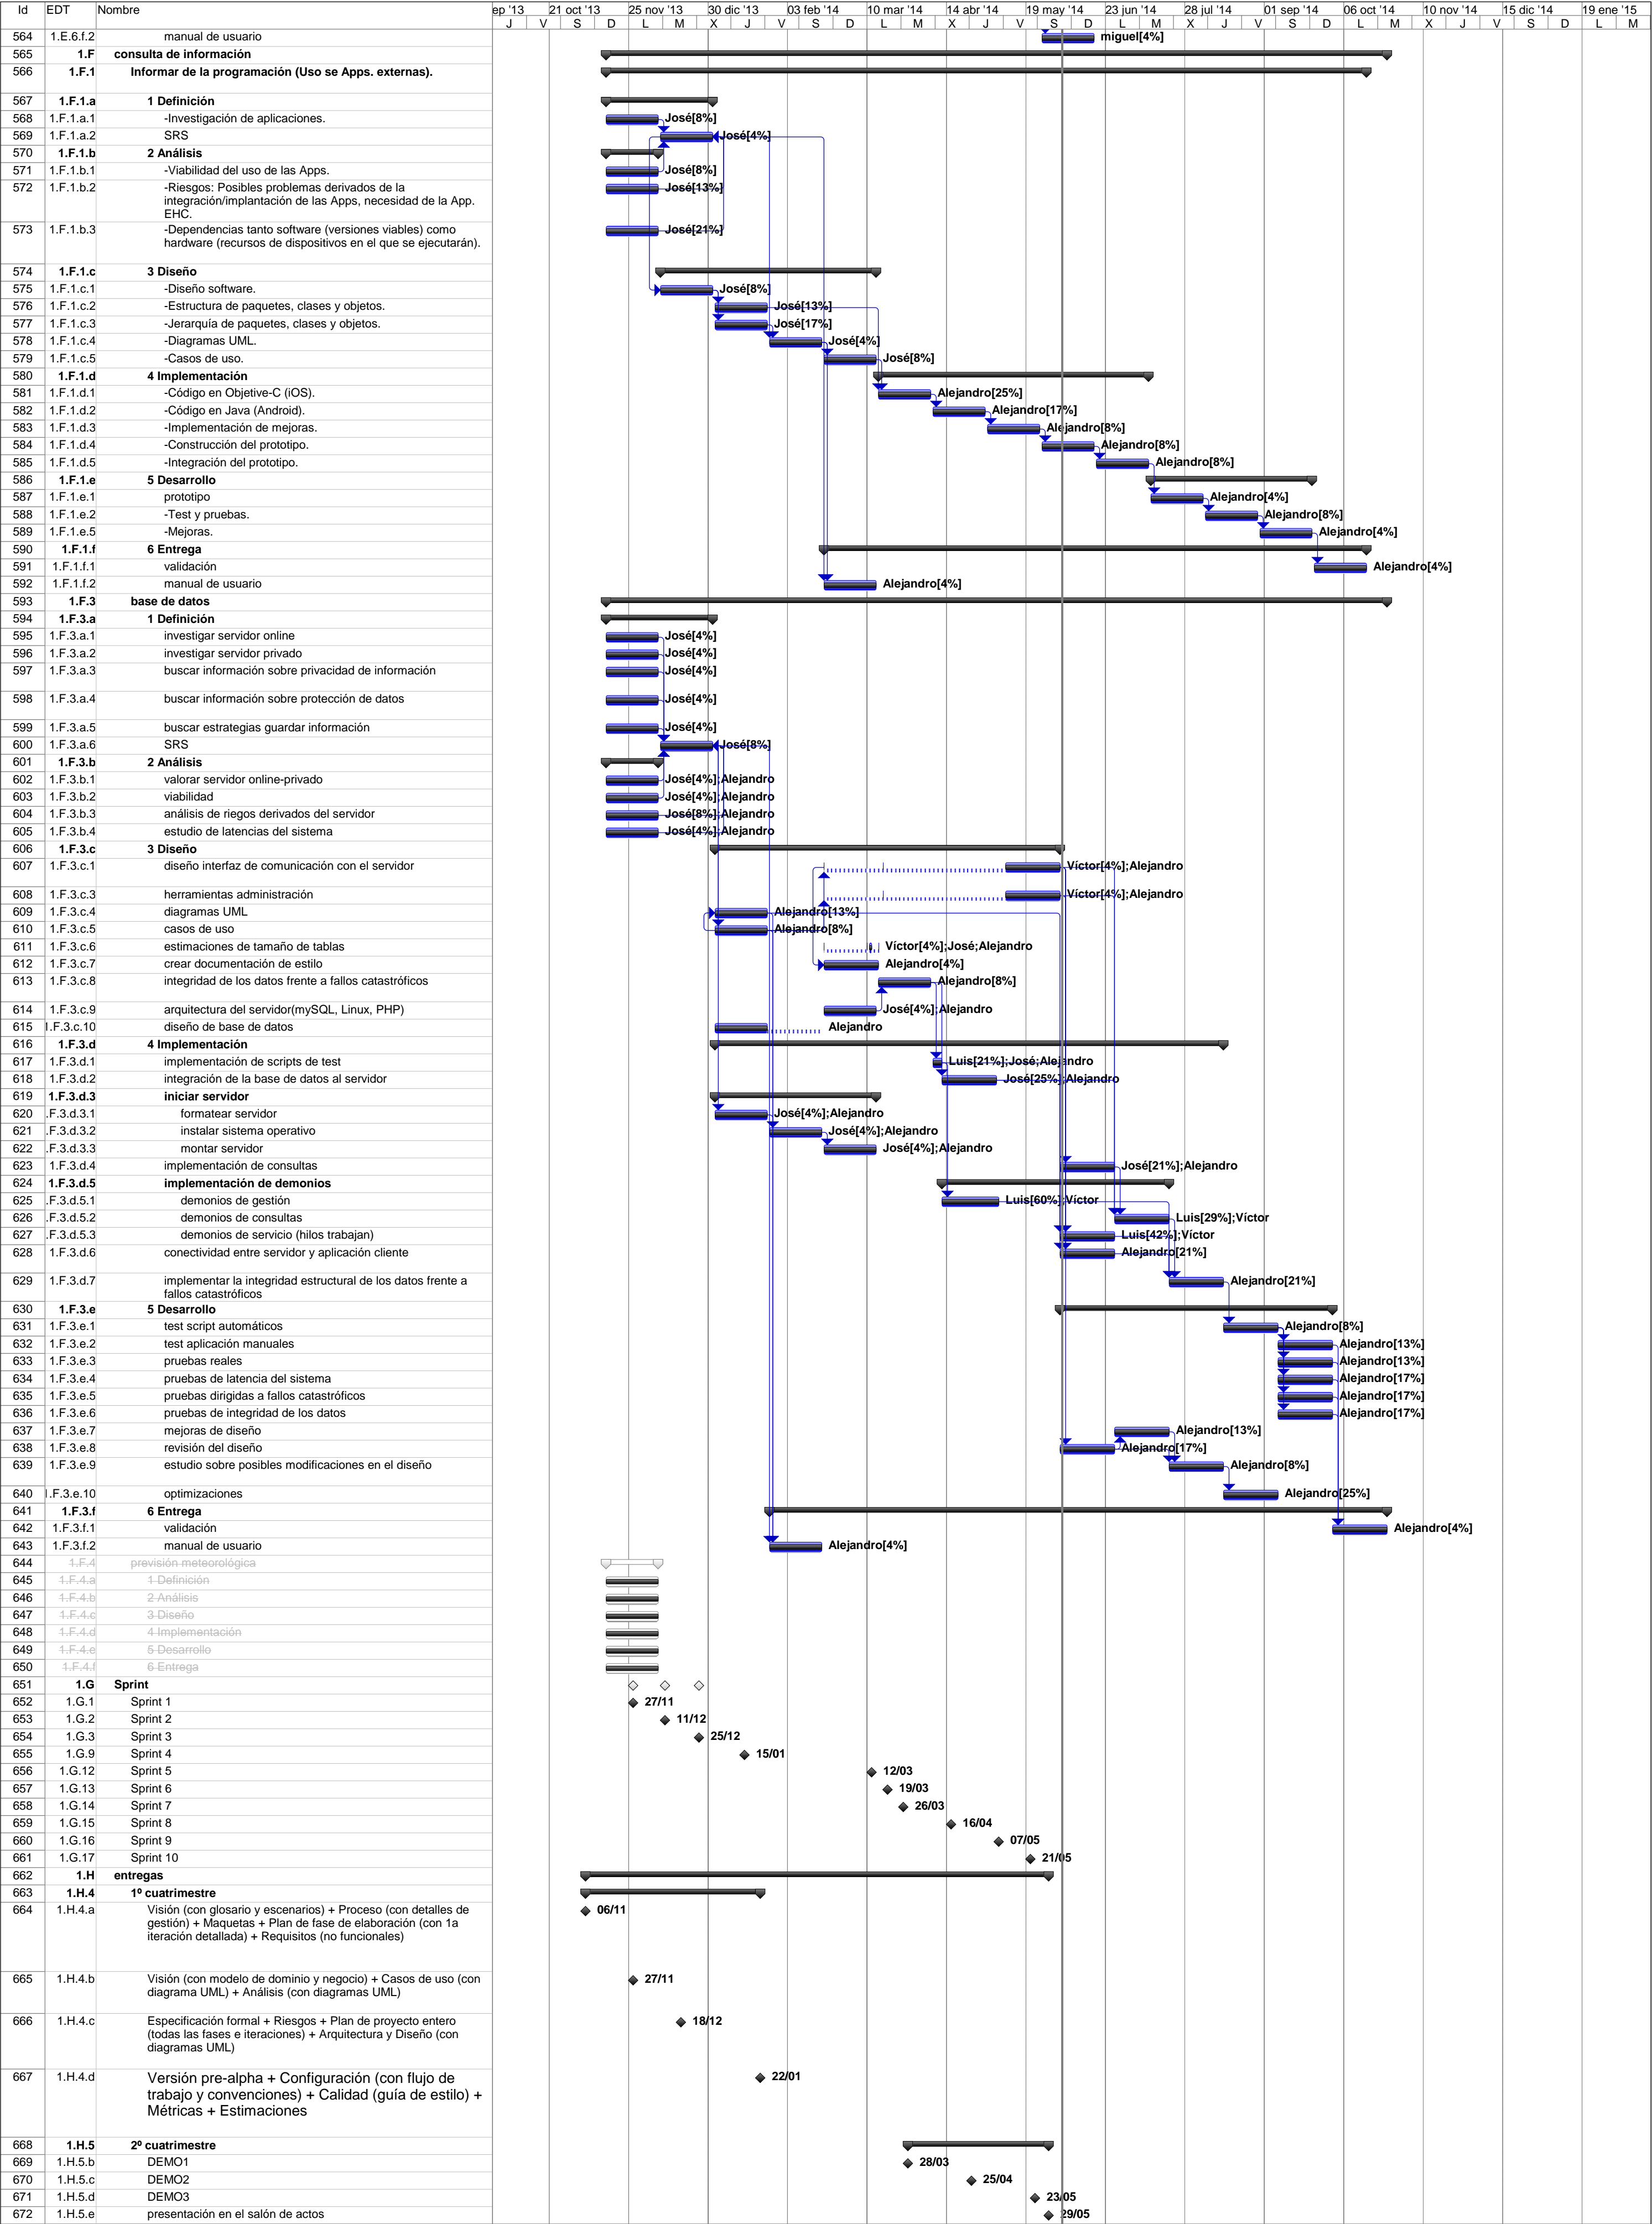 Id EDT Nombre ep '13 21 oct '13 25 nov '13 30 dic '13 03 feb '14 10 mar '14 14 abr '14 19 may '14 23 jun '14 28 jul '14 01 sep '14 06 oct '14 10 nov '14 15 dic '14 19 ene '15
J V S D L M X J V S D L M X J V S D L M X J V S D L M X J V S D L M
564 1.E.6.f.2 manual de usuario miguel[4%]
565 1.F consulta de información
566 1.F.1 Informar de la programación (Uso se Apps. externas).
567 1.F.1.a 1 Definición
568 1.F.1.a.1 -Investigación de aplicaciones. José[8%]
569 1.F.1.a.2 SRS José[4%]
570 1.F.1.b 2 Análisis
571 1.F.1.b.1 -Viabilidad del uso de las Apps. José[8%]
572 1.F.1.b.2 -Riesgos: Posibles problemas derivados de la José[13%]
integración/implantación de las Apps, necesidad de la App.
EHC.
573 1.F.1.b.3 -Dependencias tanto software (versiones viables) como José[21%]
hardware (recursos de dispositivos en el que se ejecutarán).
574 1.F.1.c 3 Diseño
575 1.F.1.c.1 -Diseño software. José[8%]
576 1.F.1.c.2 -Estructura de paquetes, clases y objetos. José[13%]
577 1.F.1.c.3 -Jerarquía de paquetes, clases y objetos. José[17%]
578 1.F.1.c.4 -Diagramas UML. José[4%]
579 1.F.1.c.5 -Casos de uso. José[8%]
580 1.F.1.d 4 Implementación
581 1.F.1.d.1 -Código en Objetive-C (iOS). Alejandro[25%]
582 1.F.1.d.2 -Código en Java (Android). Alejandro[17%]
583 1.F.1.d.3 -Implementación de mejoras. Alejandro[8%]
584 1.F.1.d.4 -Construcción del prototipo. Alejandro[8%]
585 1.F.1.d.5 -Integración del prototipo. Alejandro[8%]
586 1.F.1.e 5 Desarrollo
587 1.F.1.e.1 prototipo Alejandro[4%]
588 1.F.1.e.2 -Test y pruebas. Alejandro[8%]
589 1.F.1.e.5 -Mejoras. Alejandro[4%]
590 1.F.1.f 6 Entrega
591 1.F.1.f.1 validación Alejandro[4%]
592 1.F.1.f.2 manual de usuario Alejandro[4%]
593 1.F.3 base de datos
594 1.F.3.a 1 Definición
595 1.F.3.a.1 investigar servidor online José[4%]
596 1.F.3.a.2 investigar servidor privado José[4%]
597 1.F.3.a.3 buscar información sobre privacidad de información José[4%]
598 1.F.3.a.4 buscar información sobre protección de datos José[4%]
599 1.F.3.a.5 buscar estrategias guardar información José[4%]
600 1.F.3.a.6 SRS José[8%]
601 1.F.3.b 2 Análisis
602 1.F.3.b.1 valorar servidor online-privado José[4%];Alejandro
603 1.F.3.b.2 viabilidad José[4%];Alejandro
604 1.F.3.b.3 análisis de riegos derivados del servidor José[8%];Alejandro
605 1.F.3.b.4 estudio de latencias del sistema José[4%];Alejandro
606 1.F.3.c 3 Diseño
607 1.F.3.c.1 diseño interfaz de comunicación con el servidor Víctor[4%];Alejandro
608 1.F.3.c.3 herramientas administración Víctor[4%];Alejandro
609 1.F.3.c.4 diagramas UML Alejandro[13%]
610 1.F.3.c.5 casos de uso Alejandro[8%]
611 1.F.3.c.6 estimaciones de tamaño de tablas Víctor[4%];José;Alejandro
612 1.F.3.c.7 crear documentación de estilo Alejandro[4%]
613 1.F.3.c.8 integridad de los datos frente a fallos catastróficos Alejandro[8%]
614 1.F.3.c.9 arquitectura del servidor(mySQL, Linux, PHP) José[4%];Alejandro
615 1.F.3.c.10 diseño de base de datos Alejandro
616 1.F.3.d 4 Implementación
617 1.F.3.d.1 implementación de scripts de test Luis[21%];José;Alejandro
618 1.F.3.d.2 integración de la base de datos al servidor José[25%];Alejandro
619 1.F.3.d.3 iniciar servidor
620 .F.3.d.3.1 formatear servidor José[4%];Alejandro
621 .F.3.d.3.2 instalar sistema operativo José[4%];Alejandro
622 .F.3.d.3.3 montar servidor José[4%];Alejandro
623 1.F.3.d.4 implementación de consultas José[21%];Alejandro
624 1.F.3.d.5 implementación de demonios
625 .F.3.d.5.1 demonios de gestión Luis[60%];Víctor
626 .F.3.d.5.2 demonios de consultas Luis[29%];Víctor
627 .F.3.d.5.3 demonios de servicio (hilos trabajan) Luis[42%];Víctor
628 1.F.3.d.6 conectividad entre servidor y aplicación cliente Alejandro[21%]
629 1.F.3.d.7 implementar la integridad estructural de los datos frente a Alejandro[21%]
fallos catastróficos
630 1.F.3.e 5 Desarrollo
631 1.F.3.e.1 test script automáticos Alejandro[8%]
632 1.F.3.e.2 test aplicación manuales Alejandro[13%]
633 1.F.3.e.3 pruebas reales Alejandro[13%]
634 1.F.3.e.4 pruebas de latencia del sistema Alejandro[17%]
635 1.F.3.e.5 pruebas dirigidas a fallos catastróficos Alejandro[17%]
636 1.F.3.e.6 pruebas de integridad de los datos Alejandro[17%]
637 1.F.3.e.7 mejoras de diseño Alejandro[13%]
638 1.F.3.e.8 revisión del diseño Alejandro[17%]
639 1.F.3.e.9 estudio sobre posibles modificaciones en el diseño Alejandro[8%]
640 1.F.3.e.10 optimizaciones Alejandro[25%]
641 1.F.3.f 6 Entrega
642 1.F.3.f.1 validación Alejandro[4%]
643 1.F.3.f.2 manual de usuario Alejandro[4%]
644 1.F.4 previsión meteorológica
645 1.F.4.a 1 Definición
646 1.F.4.b 2 Análisis
647 1.F.4.c 3 Diseño
648 1.F.4.d 4 Implementación
649 1.F.4.e 5 Desarrollo
650 1.F.4.f 6 Entrega
651 1.G Sprint
652 1.G.1 Sprint 1 27/11
653 1.G.2 Sprint 2 11/12
654 1.G.3 Sprint 3 25/12
655 1.G.9 Sprint 4 15/01
656 1.G.12 Sprint 5 12/03
657 1.G.13 Sprint 6 19/03
658 1.G.14 Sprint 7 26/03
659 1.G.15 Sprint 8 16/04
660 1.G.16 Sprint 9 07/05
661 1.G.17 Sprint 10 21/05
662 1.H entregas
663 1.H.4 1º cuatrimestre
664 1.H.4.a Visión (con glosario y escenarios) + Proceso (con detalles de 06/11
gestión) + Maquetas + Plan de fase de elaboración (con 1a
iteración detallada) + Requisitos (no funcionales)
665 1.H.4.b Visión (con modelo de dominio y negocio) + Casos de uso (con 27/11
diagrama UML) + Análisis (con diagramas UML)
666 1.H.4.c Especificación formal + Riesgos + Plan de proyecto entero 18/12
(todas las fases e iteraciones) + Arquitectura y Diseño (con
diagramas UML)
667 1.H.4.d Versión pre-alpha + Configuración (con flujo de 22/01
trabajo y convenciones) + Calidad (guía de estilo) +
Métricas + Estimaciones
668 1.H.5 2º cuatrimestre
669 1.H.5.b DEMO1 28/03
670 1.H.5.c DEMO2 25/04
671 1.H.5.d DEMO3 23/05
672 1.H.5.e presentación en el salón de actos 29/05